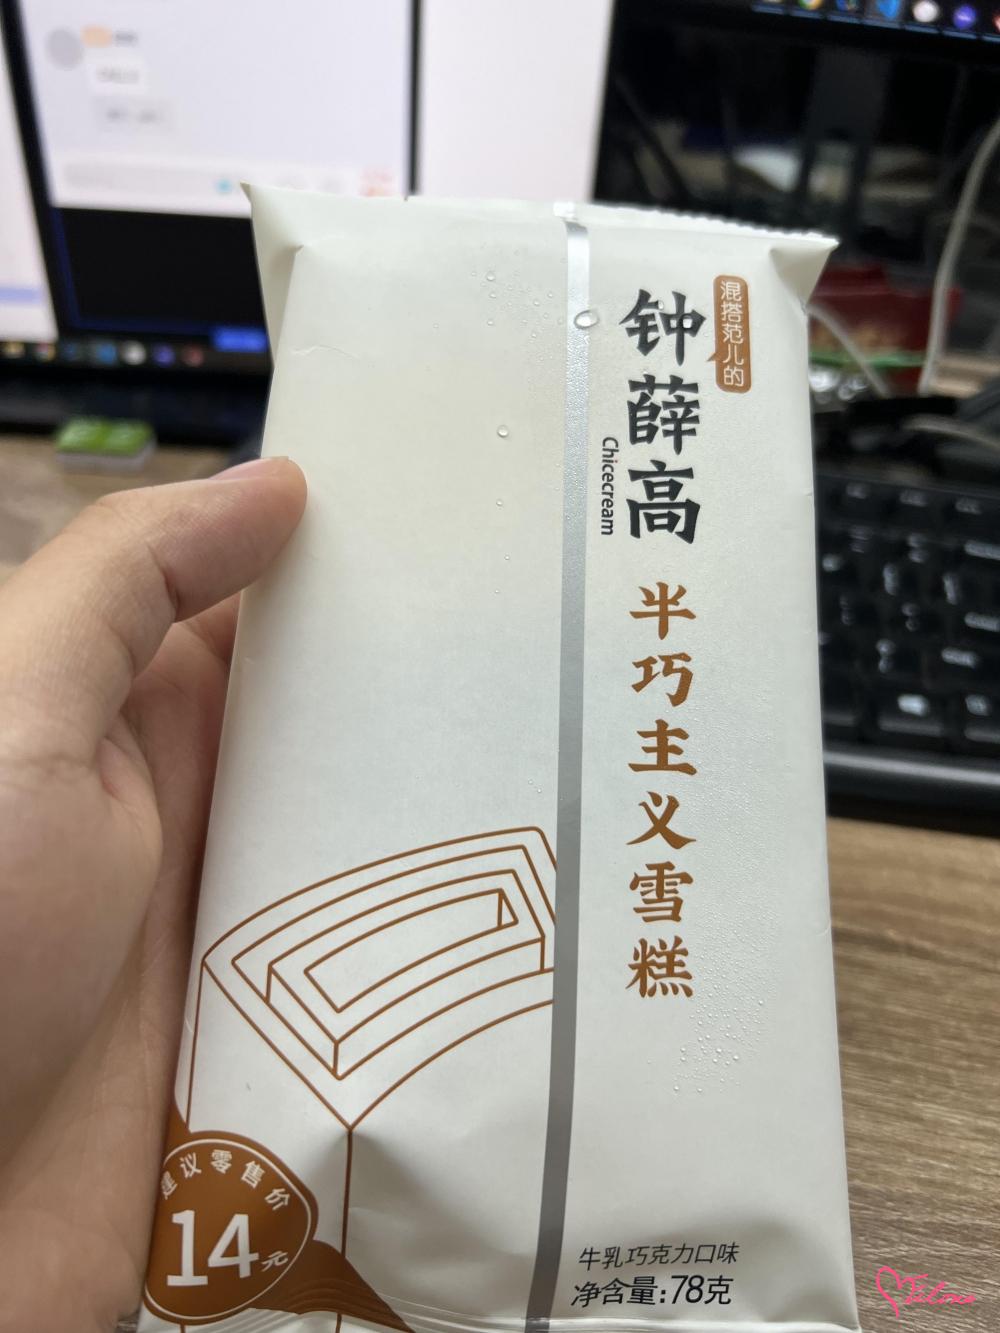 混搭范儿的
钟薛高
Chicecream
半巧主义雪糕
建议零售价
14元
牛乳巧克力口味
净含量:78克